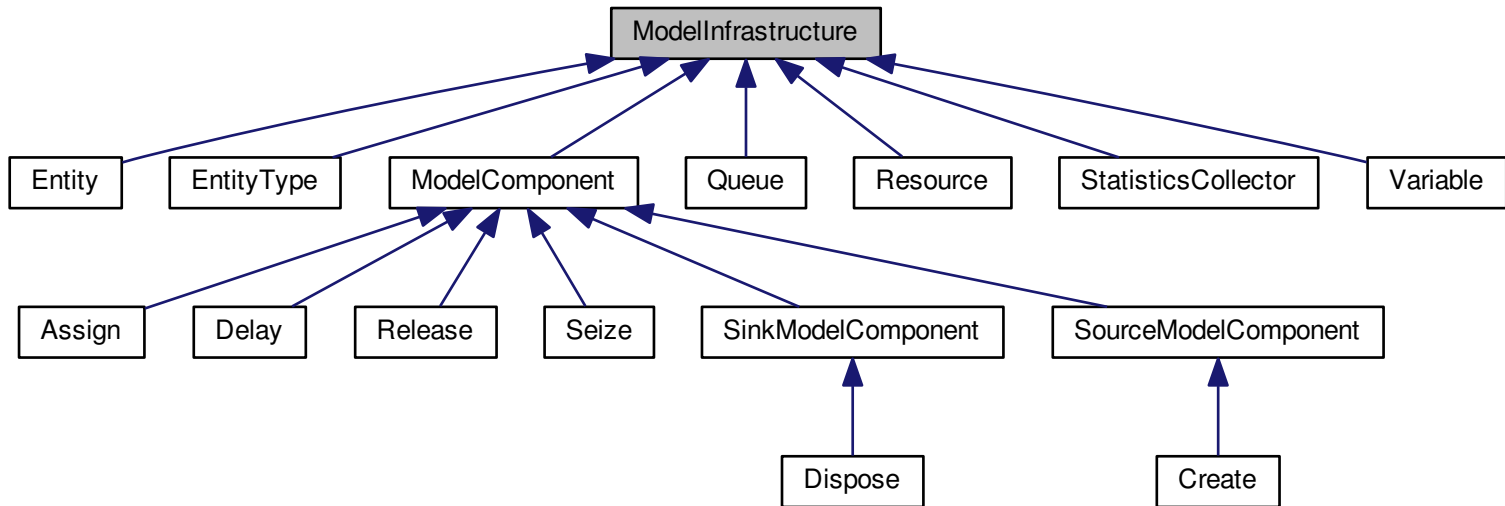 ModelInfrastructure
Entity
EntityType
ModelComponent
Queue
Resource
StatisticsCollector
Variable
Assign
Delay
Release
Seize
SinkModelComponent
SourceModelComponent
Dispose
Create